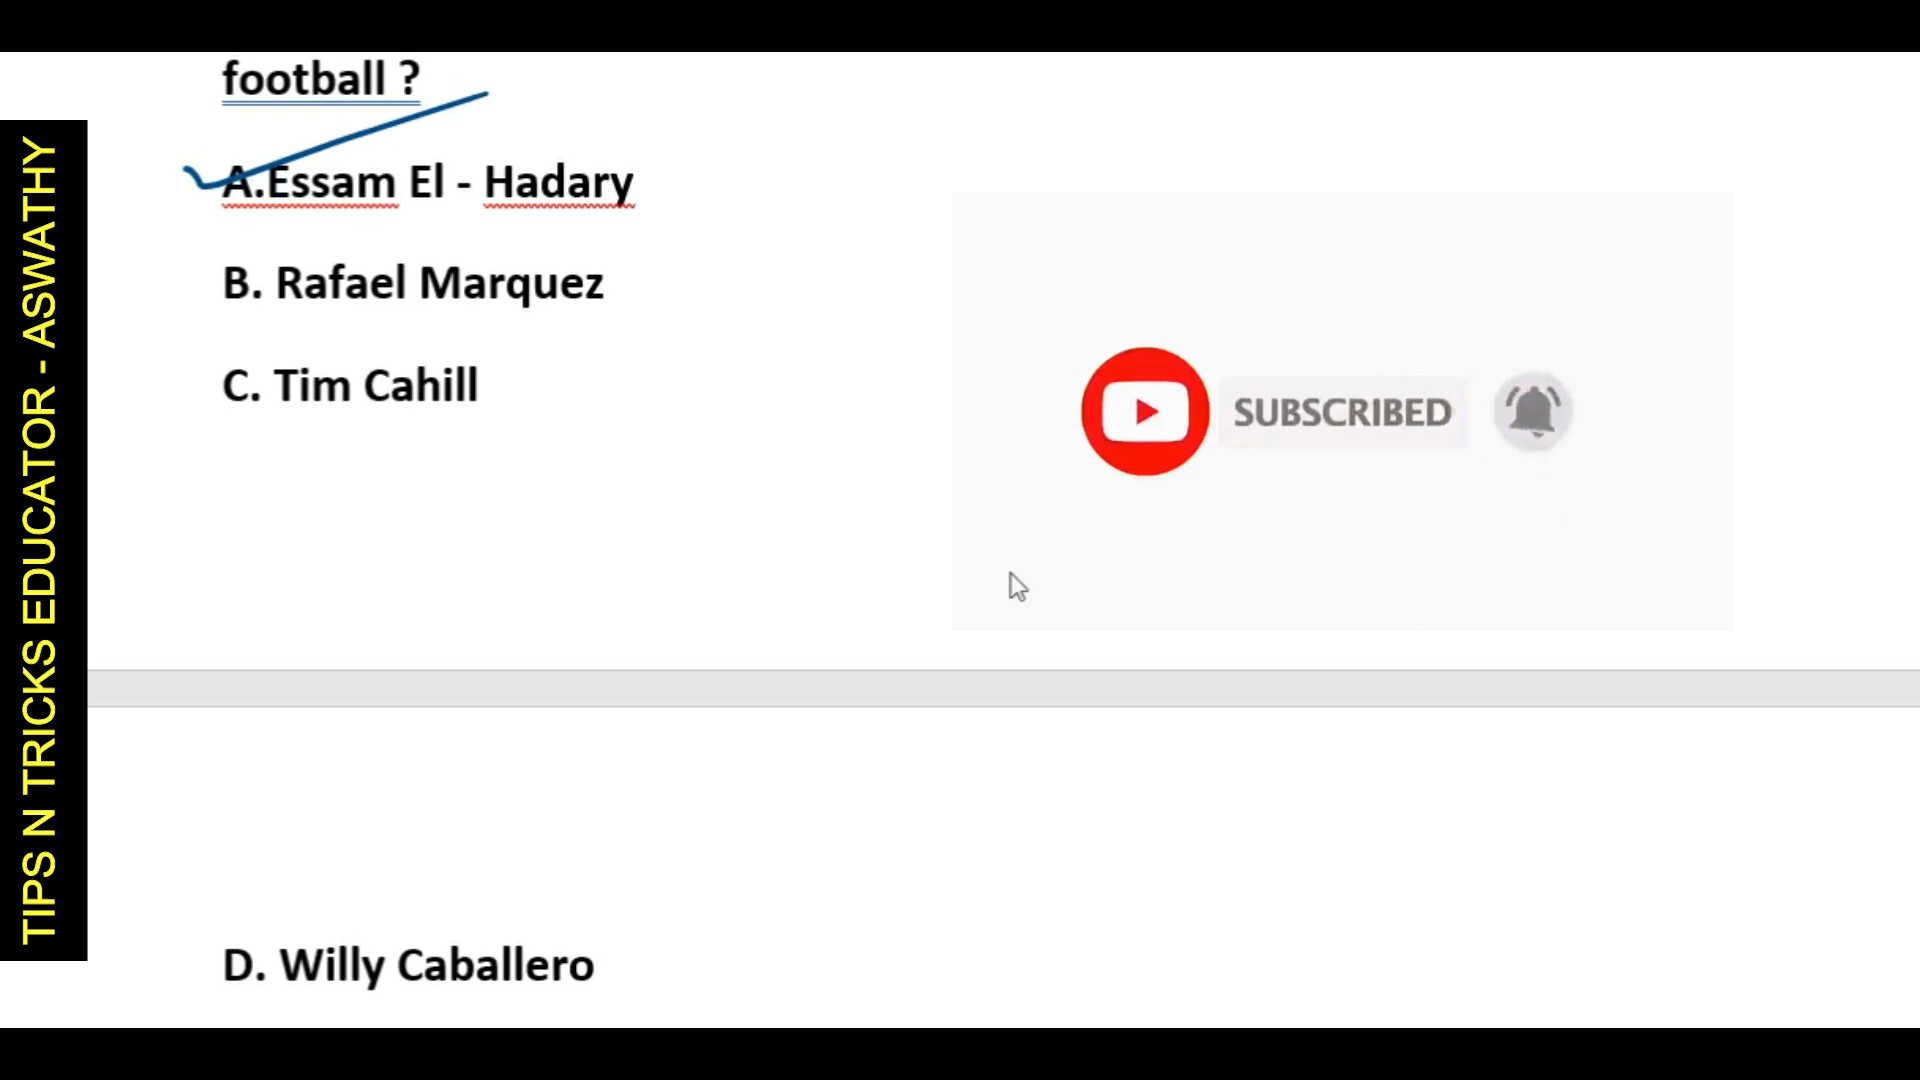 football ?
A.Essam El - Hadary
B. Rafael Marquez
C. Tim Cahill
SUBSCRIBED
D. Willy Caballero
TIPS N TRICKS EDUCATOR - ASWATHY